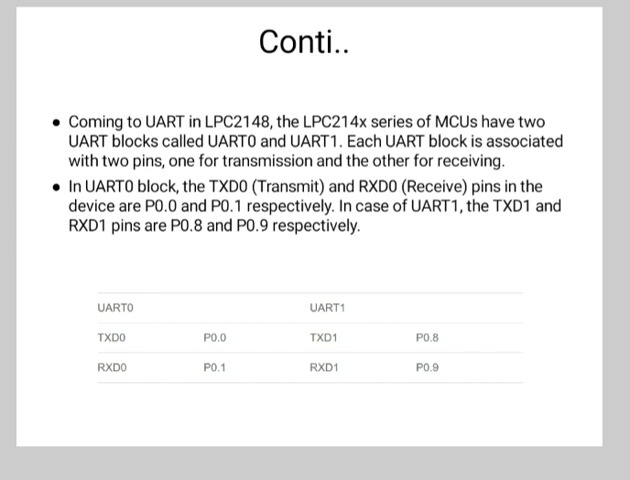 Conti..
• Coming to UART in LPC2148, the LPC214x series of MCUs have two
UART blocks called UART0 and UART1. Each UART block is associated
with two pins, one for transmission and the other for receiving.
• In UART0 block, the TXD0 (Transmit) and RXD0 (Receive) pins in the
device are P0.0 and P0.1 respectively. In case of UART1, the TXD1 and
RXD1 pins are P0.8 and P0.9 respectively.
UART0 UART1
TXD0 P0.0 TXD1 P0.8
RXD0 P0.1 RXD1 P0.9